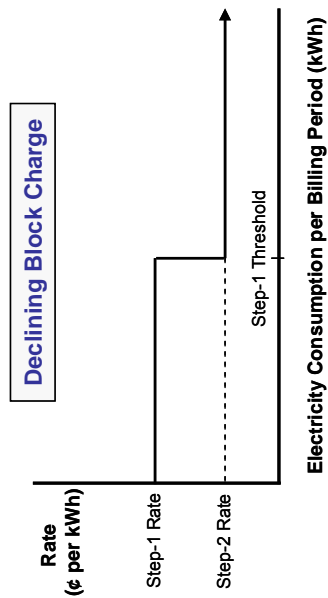 Declining Block Charge
Rate
(¢ per kWh)
Step-1 Rate
Step-2 Rate
Step-1 Threshold
Electricity Consumption per Billing Period (kWh)